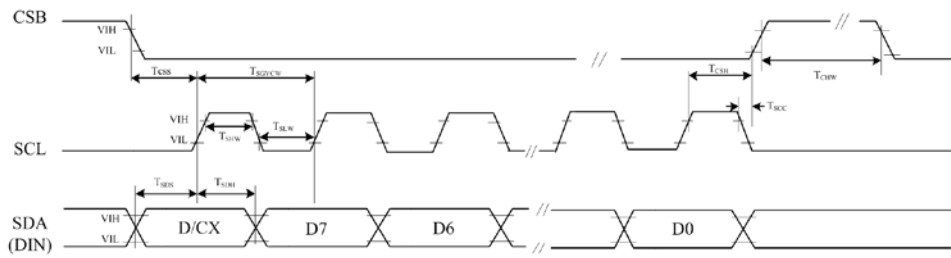 CSB
VIH
VIL
TCSS
TSCYCW
TCSH
TCHW
TSCC
SCL
VIH
VIL
TSHW
TSLW
TSDS
TSDH
SDA
(DIN)
VIH
VIL
D/CX
D7
D6
D0